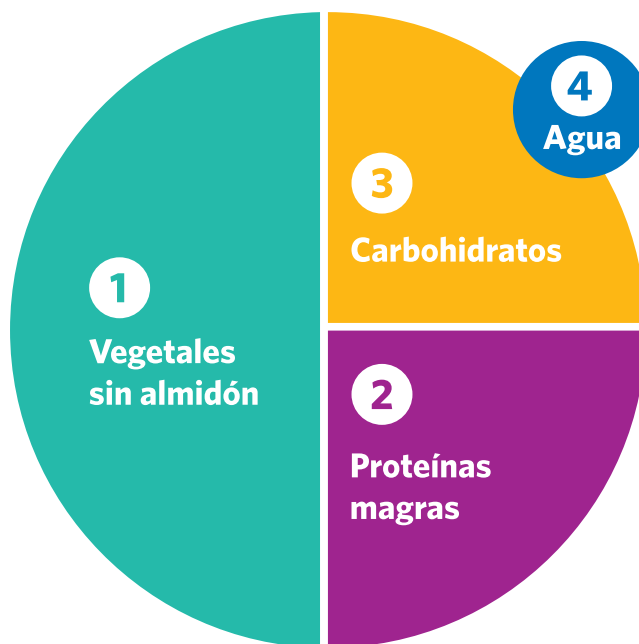 1
Vegetales
sin almidón
2
Proteínas
magras
3
Carbohidratos
4
Agua